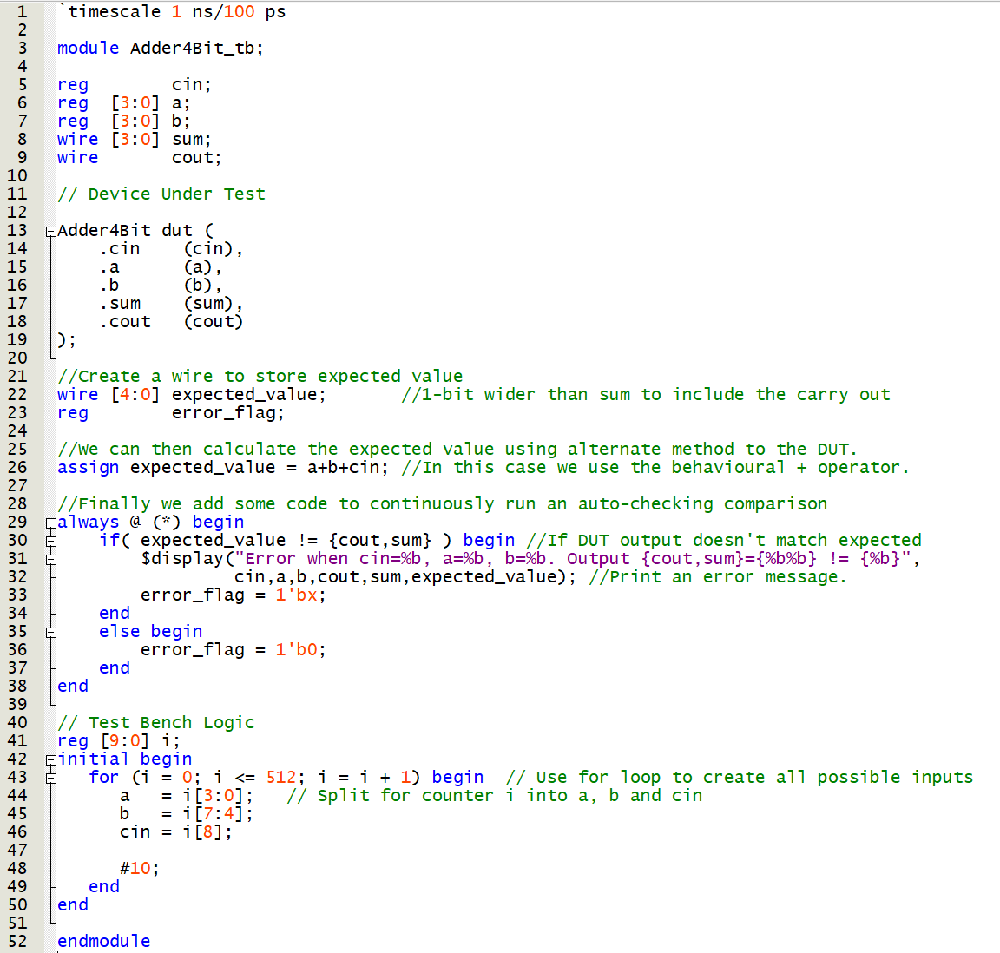 1 `timescale 1 ns/100 ps
2
3 module Adder4Bit_tb;
4
5 reg        cin;
6 reg  [3:0] a;
7 reg  [3:0] b;
8 wire [3:0] sum;
9 wire       cout;
10
11 // Device Under Test
12
13 Adder4Bit dut (
14     .cin    (cin),
15     .a      (a),
16     .b      (b),
17     .sum    (sum),
18     .cout   (cout)
19 );
20
21 //Create a wire to store expected value
22 wire [4:0] expected_value;       //1-bit wider than sum to include the carry out
23 reg        error_flag;
24
25 //We can then calculate the expected value using alternate method to the DUT.
26 assign expected_value = a+b+cin; //In this case we use the behavioural + operator.
27
28 //Finally we add some code to continuously run an auto-checking comparison
29 always @ (*) begin
30     if( expected_value != {cout,sum} ) begin //If DUT output doesn't match expected
31         $display("Error when cin=%b, a=%b, b=%b. Output {cout,sum}={%b%b} != {%b}",
32                  cin,a,b,cout,sum,expected_value); //Print an error message.
33         error_flag = 1'bx;
34     end
35     else begin
36         error_flag = 1'b0;
37     end
38 end
39
40 // Test Bench Logic
41 reg [9:0] i;
42 initial begin
43    for (i = 0; i <= 512; i = i + 1) begin  // Use for loop to create all possible inputs
44       a   = i[3:0];   // Split for counter i into a, b and cin
45       b   = i[7:4];
46       cin = i[8];
47
48       #10;
49    end
50 end
51
52 endmodule